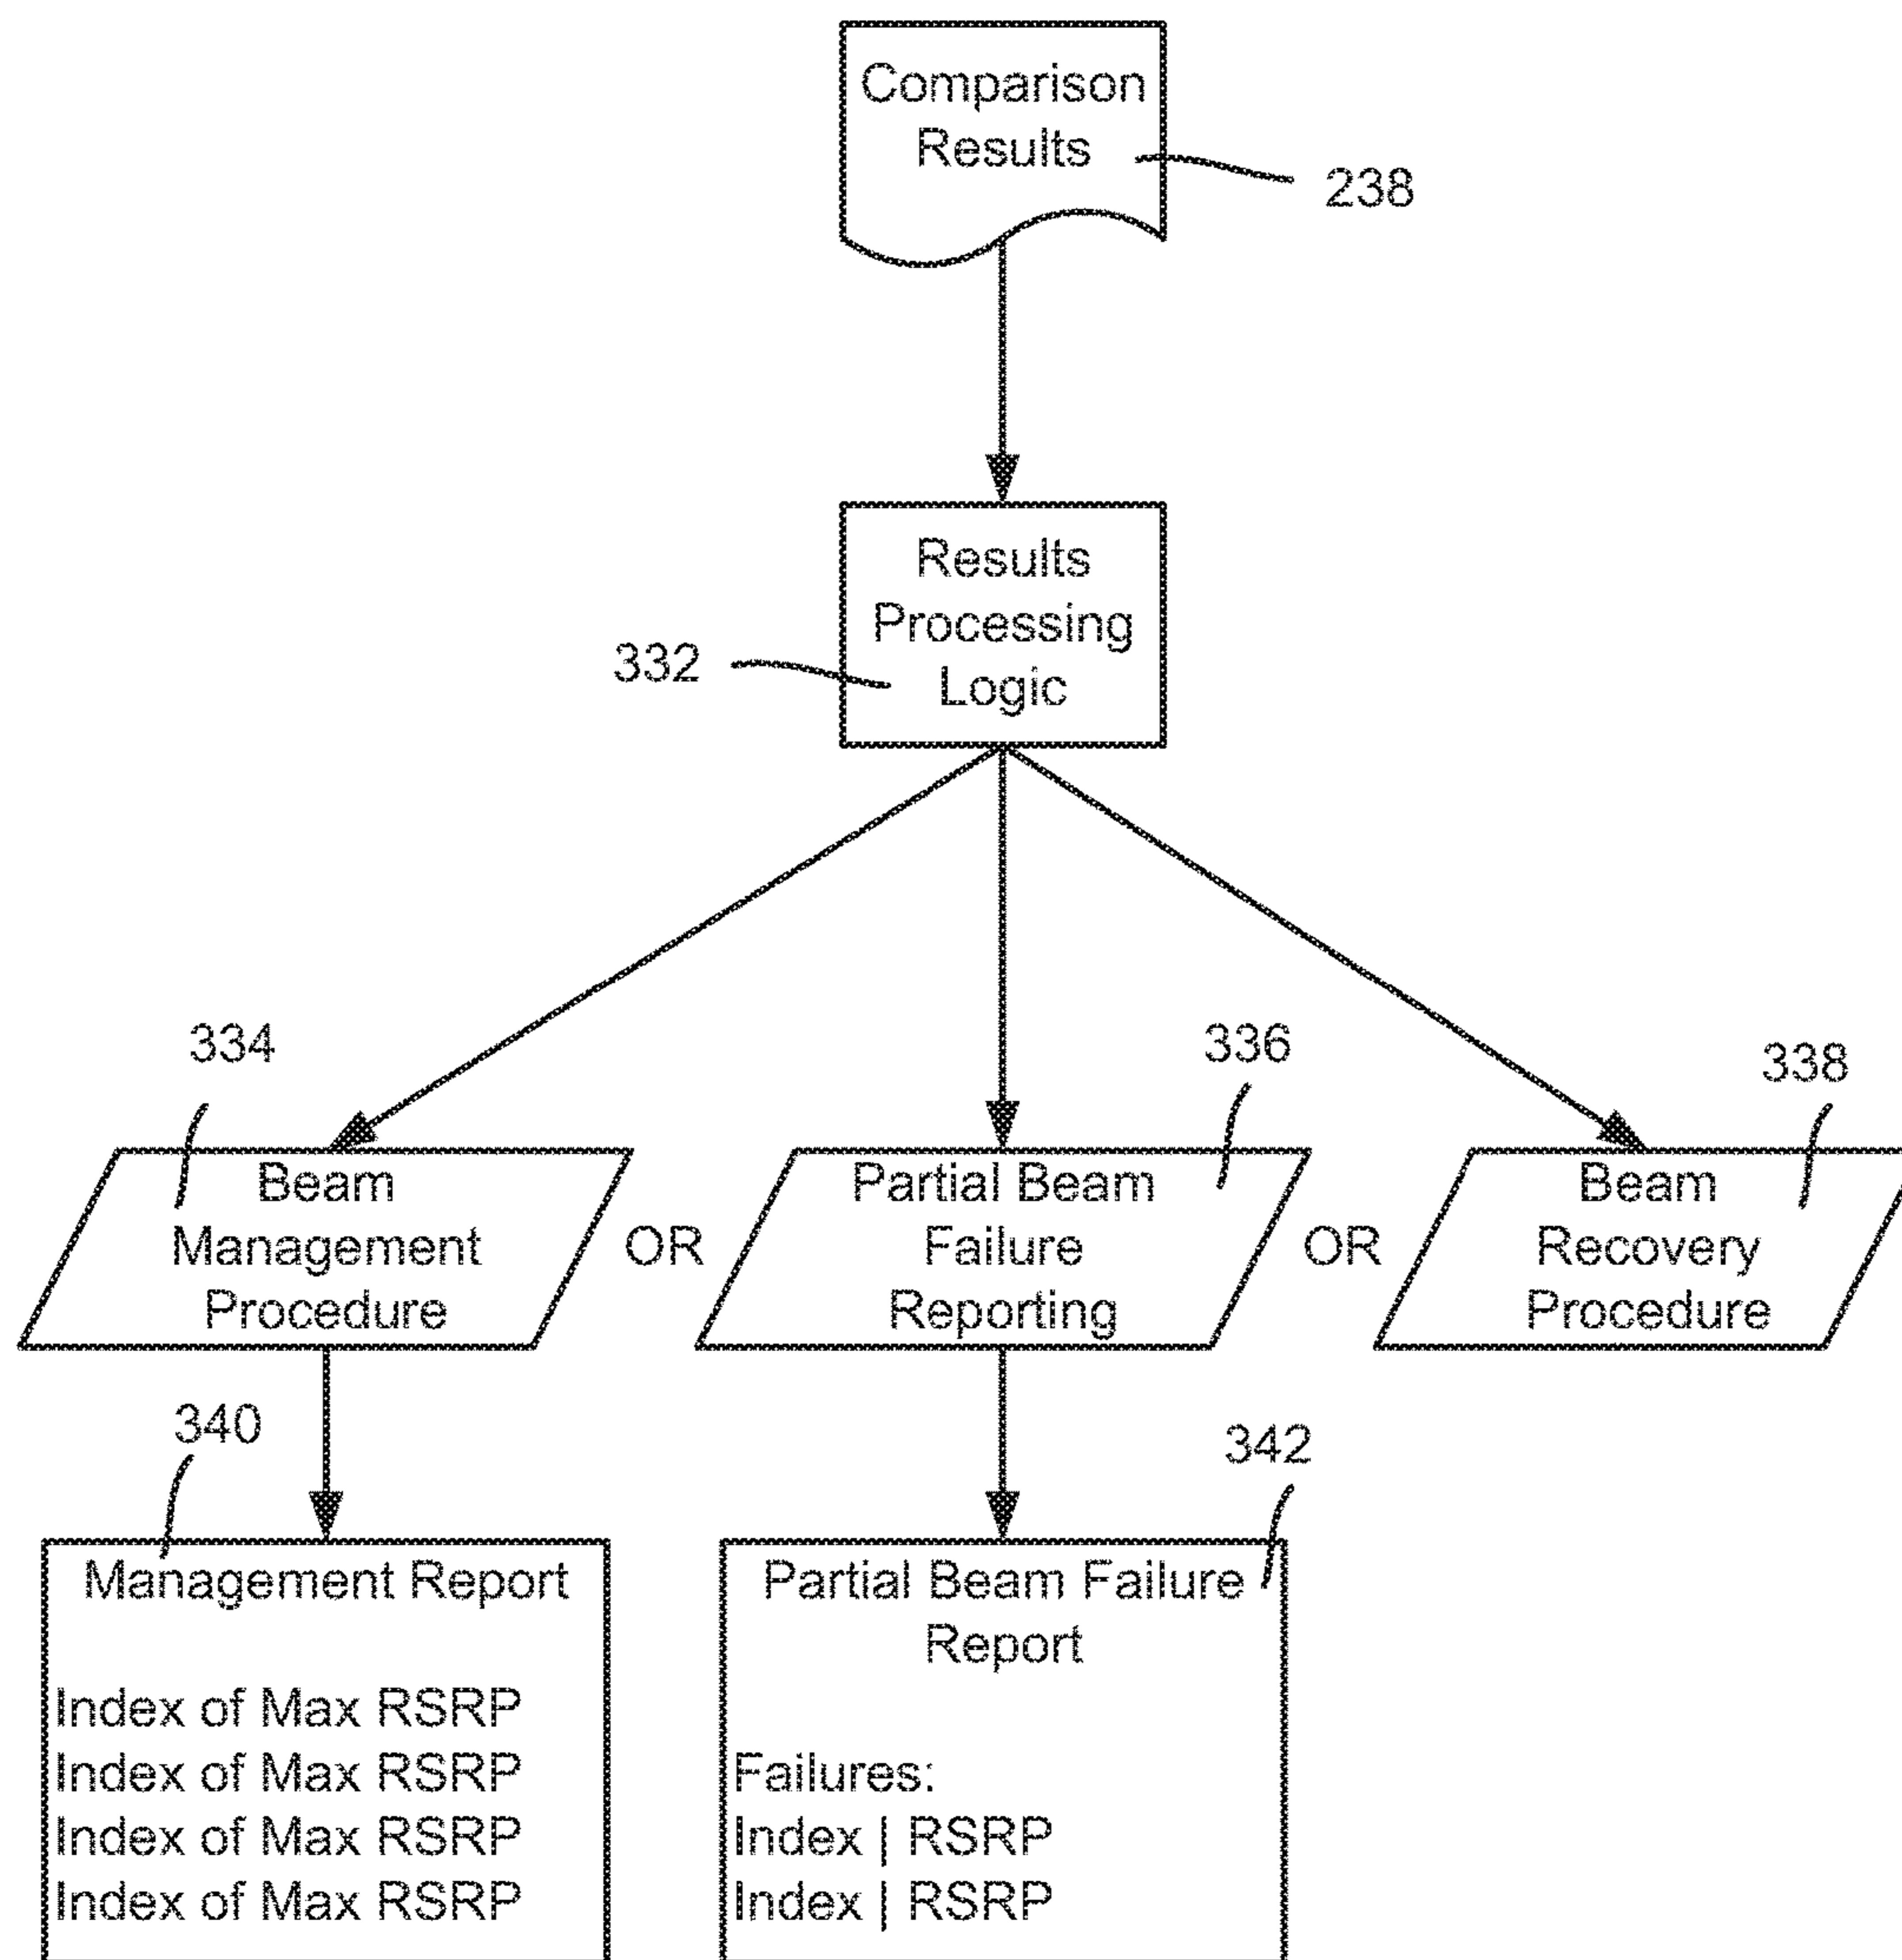 Comparison
Results
238
Results
Processing
Logic
332
334
336
338
Beam
Management
Procedure
OR
Partial Beam
Failure
Reporting
OR
Beam
Recovery
Procedure
340
342
Management Report
Index of Max RSRP
Index of Max RSRP
Index of Max RSRP
Index of Max RSRP
Partial Beam Failure
Report
Failures:
Index | RSRP
Index | RSRP